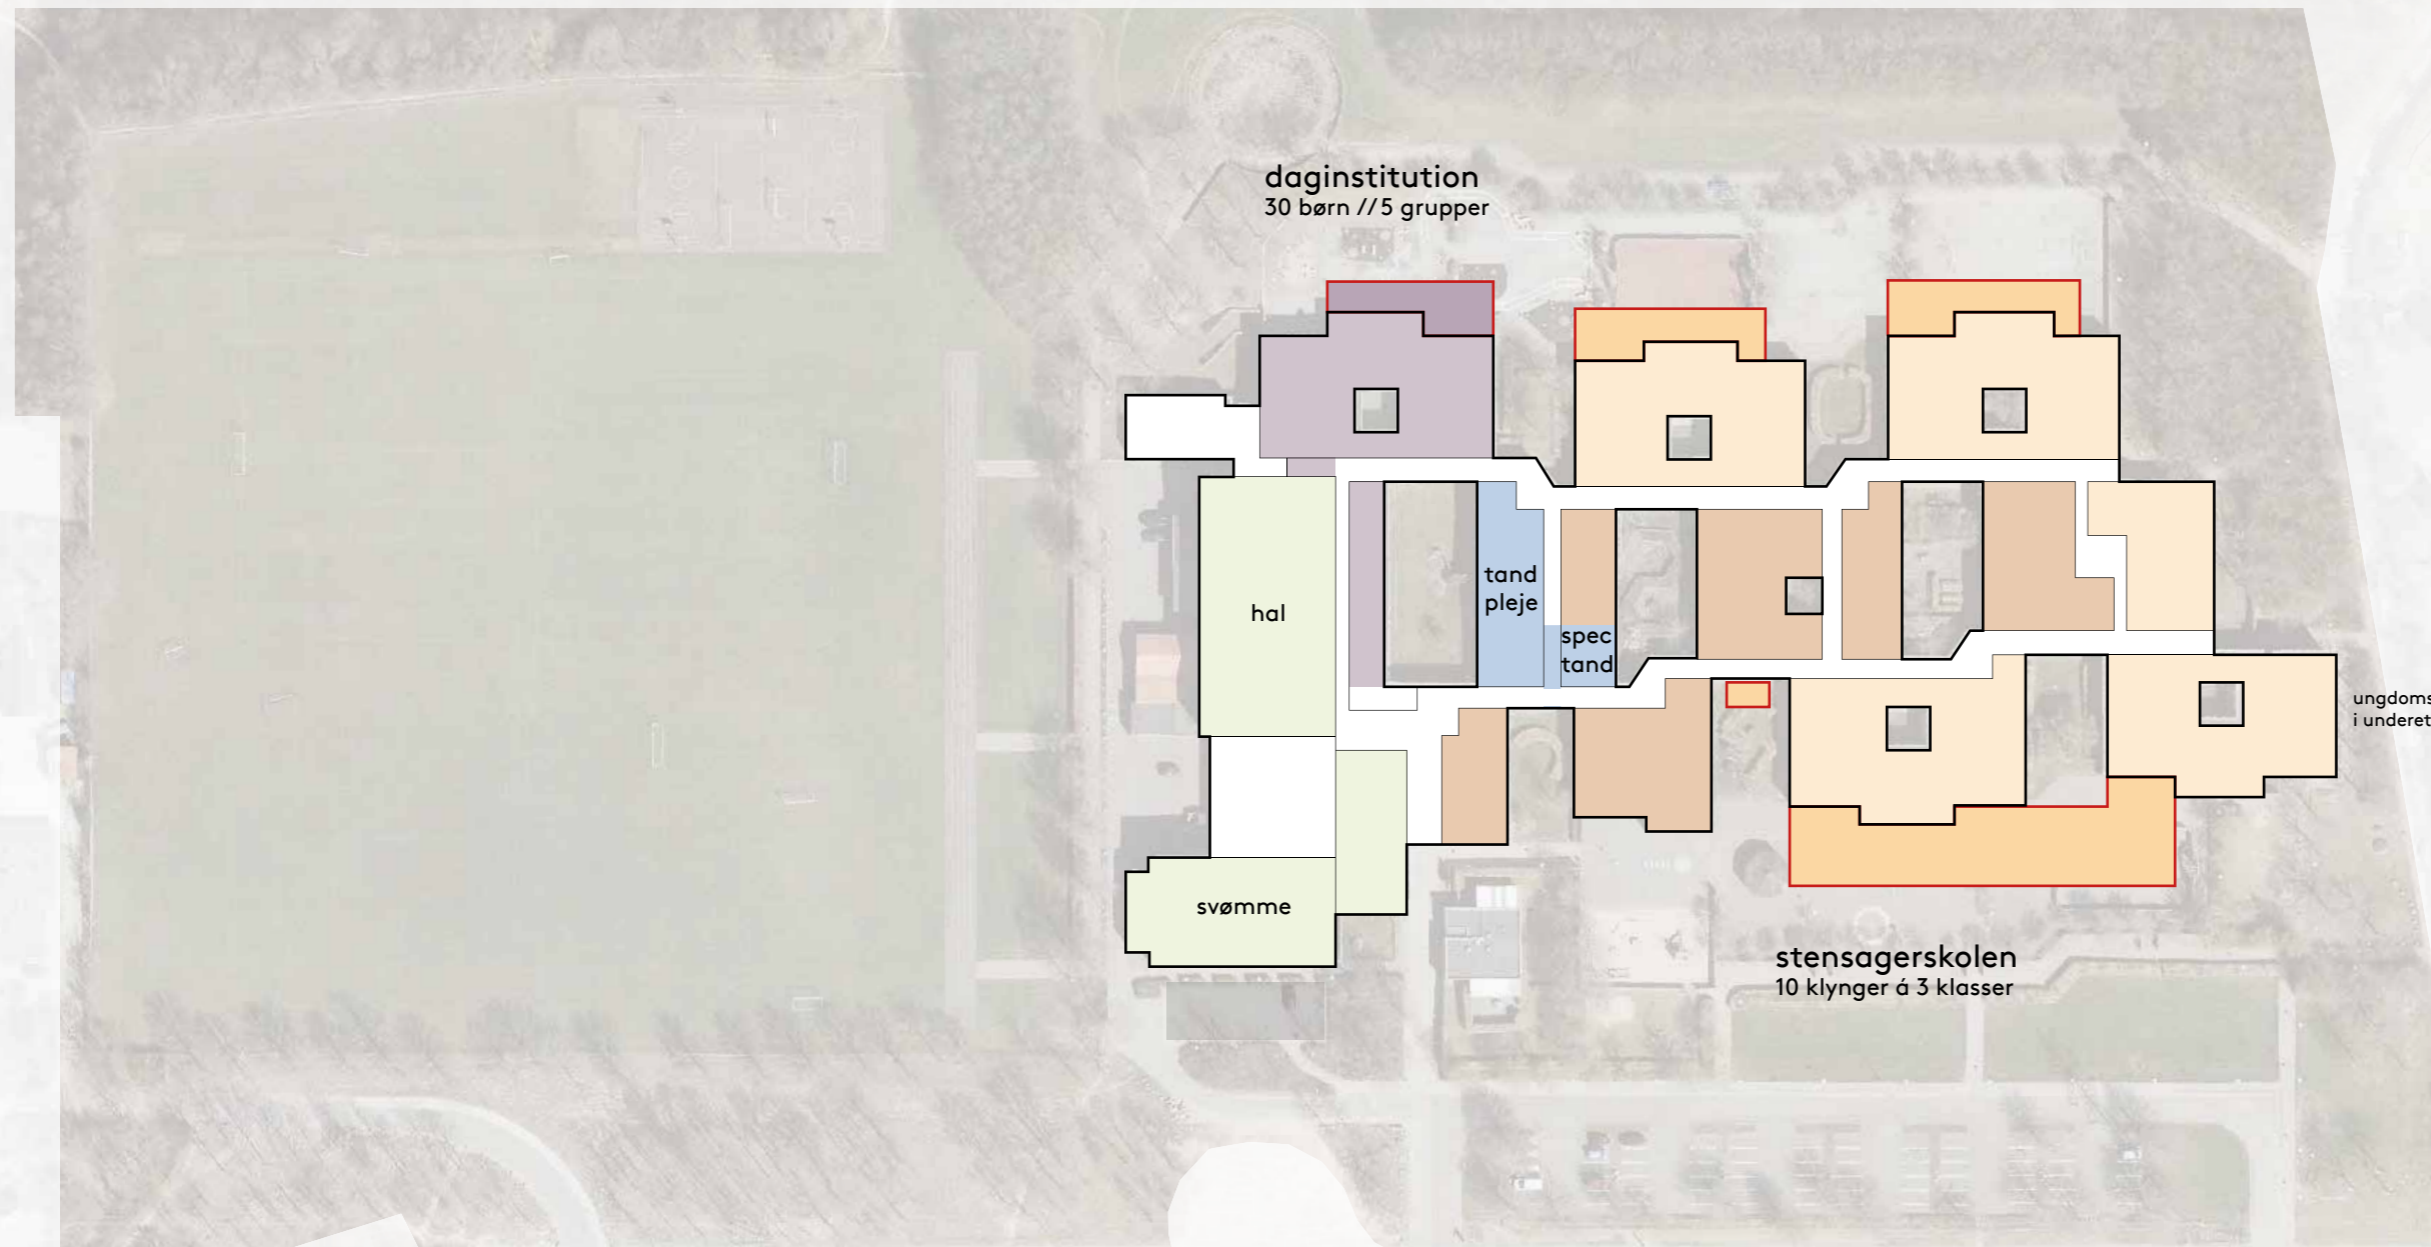 daginstitution
30 børn // 5 grupper
tand
pleje
spec
tand
hal
ungdoms
i underet
svømme
stensagerskolen
10 klynger á 3 klasser